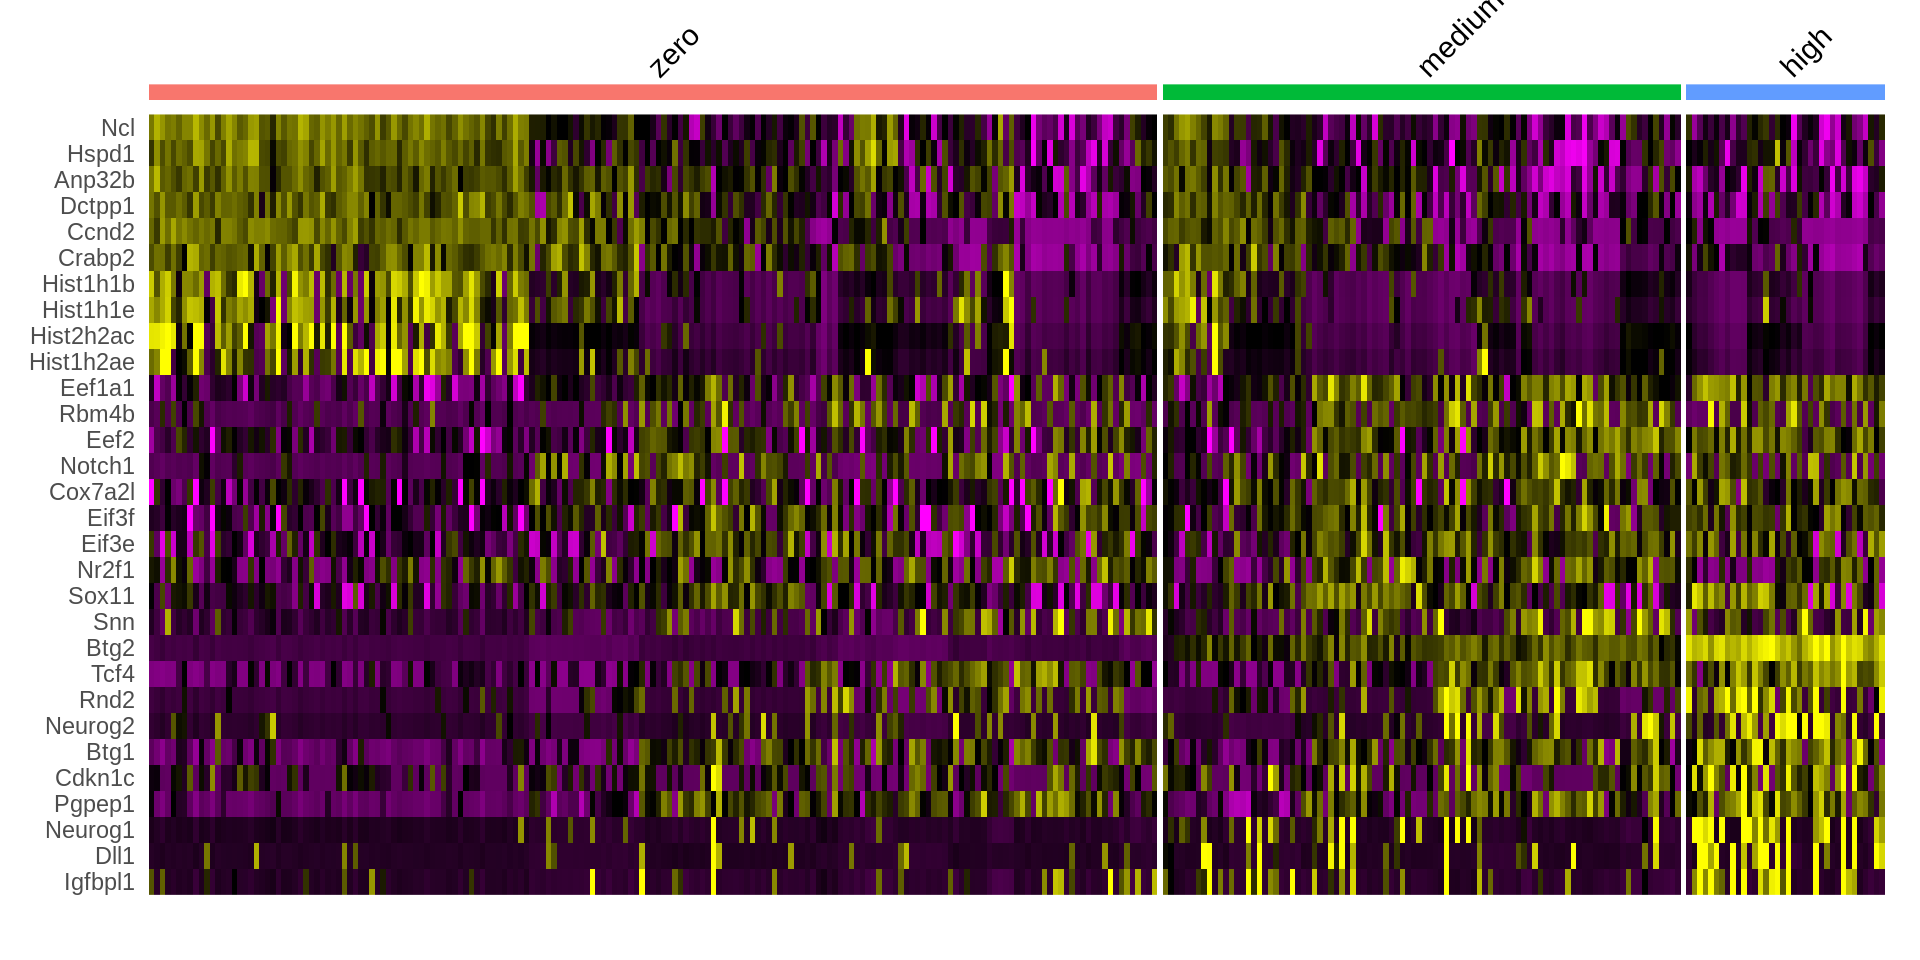 zero
medium
high
Ncl
Hspd1
Anp32b
Dctpp1
Ccnd2
Crabp2
Hist1h1b
Hist1h1e
Hist2h2ac
Hist1h2ae
Eef1a1
Rbm4b
Eef2
Notch1
Cox7a2l
Eif3f
Eif3e
Nr2f1
Sox11
Snn
Btg2
Tcf4
Rnd2
Neurog2
Btg1
Cdkn1c
Pgpep1
Neurog1
Dll1
Igfbpl1